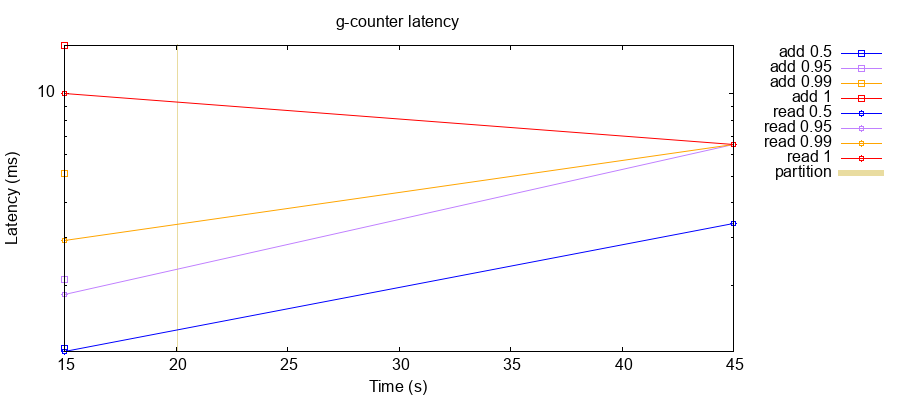 g-counter latency
add 0.5
add 0.95
add 0.99
add 1
read 0.5
read 0.95
read 0.99
read 1
partition
Latency (ms)
10
15 20 25 30 35 40 45
Time (s)